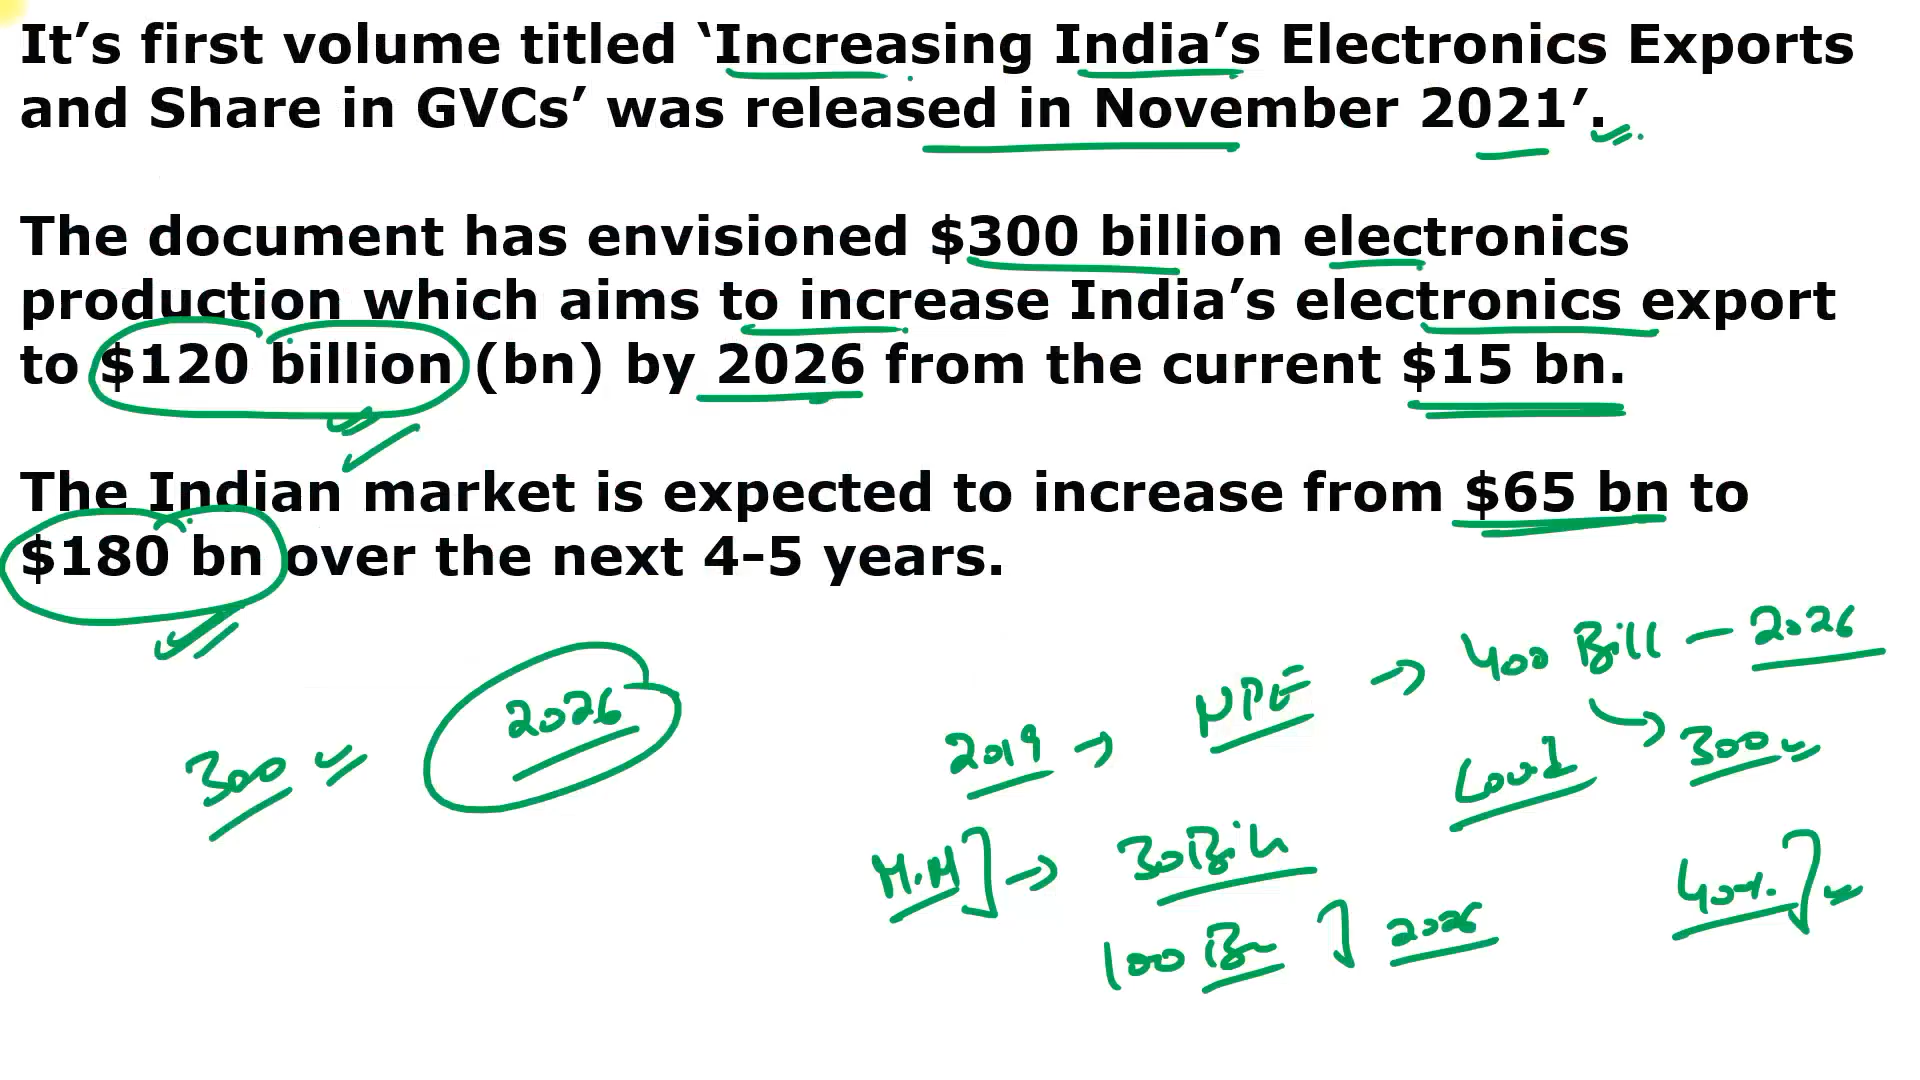 It’s first volume titled ‘Increasing India’s Electronics Exports
and Share in GVCs’ was released in November 2021’.
The document has envisioned $300 billion electronics
production which aims to increase India’s electronics export
to $120 billion (bn) by 2026 from the current $15 bn.
The Indian market is expected to increase from $65 bn to
$180 bn over the next 4-5 years.
300
2026
2019 → NPE → 400 Bill – 2026
300
M.M] → 30 Bill
100 Bn ] 2026
40%. ]